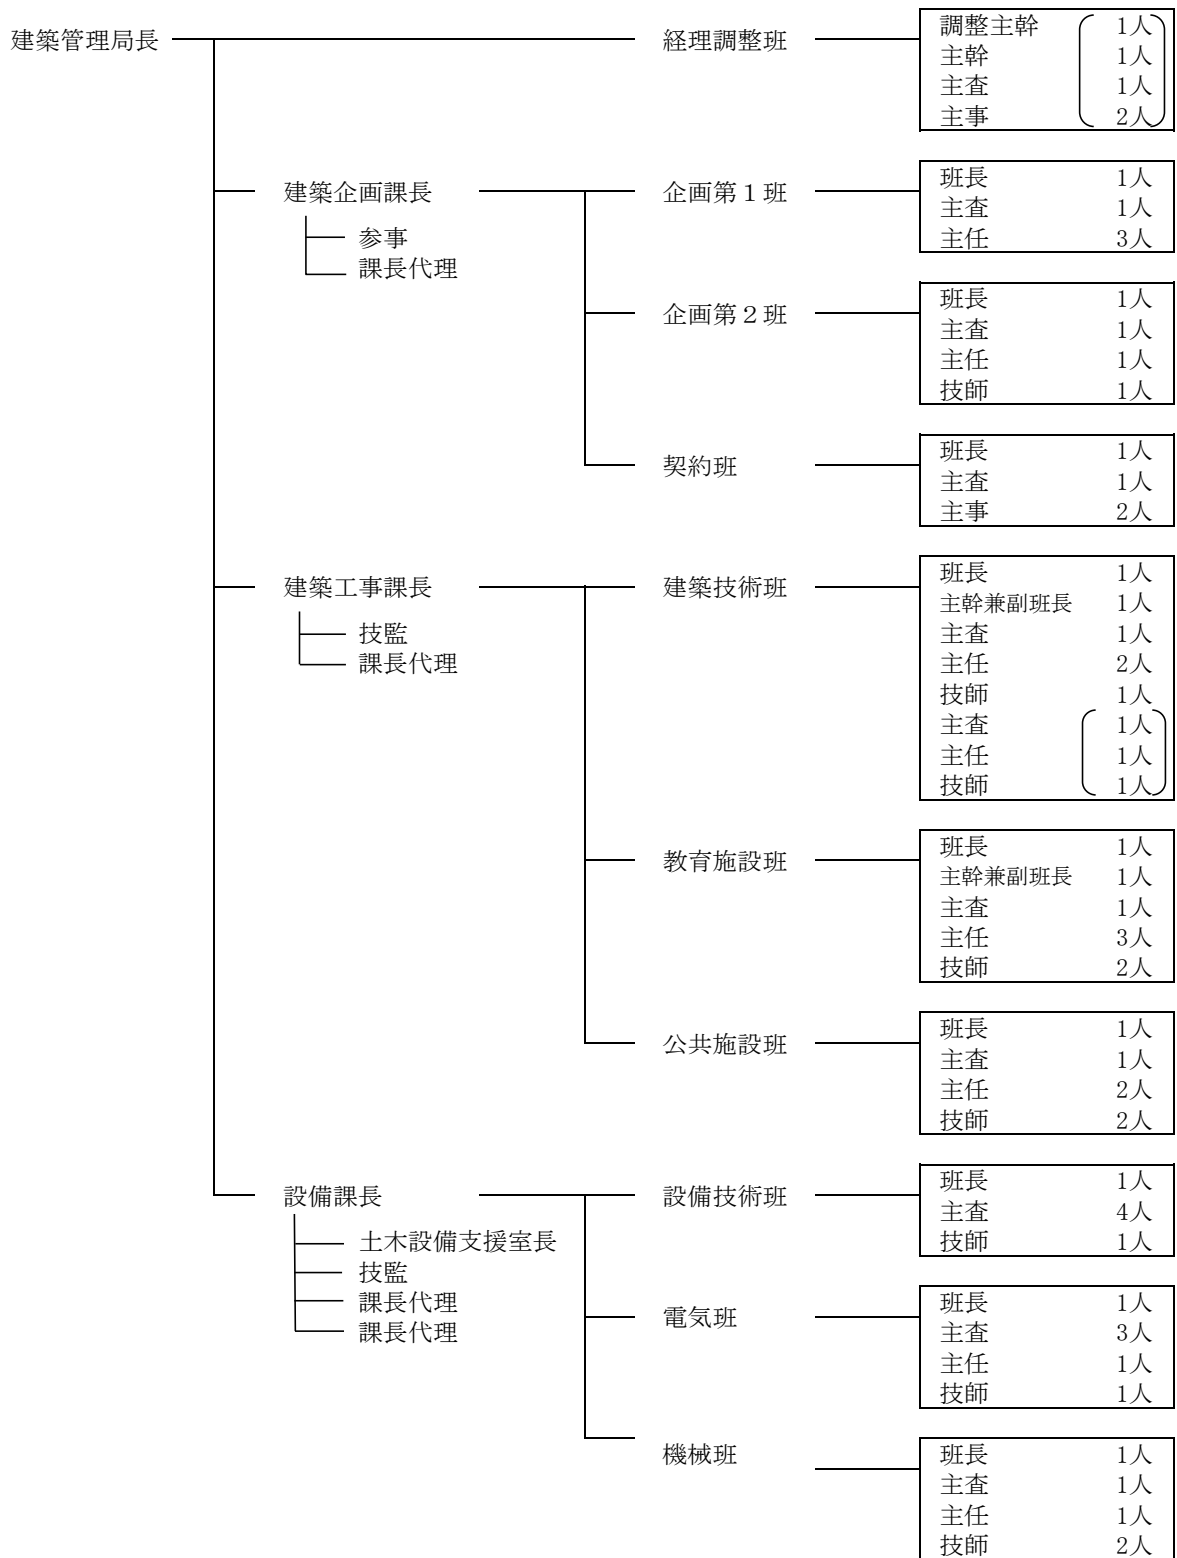 建築管理局長 経理調整班 調整主幹 1人
主幹 1人
主査 1人
主事 2人
建築企画課長 企画第1班 班長 1人
参事 主査 1人
課長代理 主任 3人
企画第2班 班長 1人
主査 1人
主任 1人
技師 1人
契約班 班長 1人
主査 1人
主事 2人
建築工事課長 建築技術班 班長 1人
主幹兼副班長 1人
技監 主査 1人
課長代理 主任 2人
技師 1人
主査 1人
主任 1人
技師 1人
教育施設班 班長 1人
主幹兼副班長 1人
主査 1人
主任 3人
技師 2人
公共施設班 班長 1人
主査 1人
主任 2人
技師 2人
設備課長 設備技術班 班長 1人
主査 4人
土木設備支援室長 技師 1人
技監
課長代理 電気班 班長 1人
課長代理 主査 3人
主任 1人
技師 1人
機械班 班長 1人
主査 1人
主任 1人
技師 2人